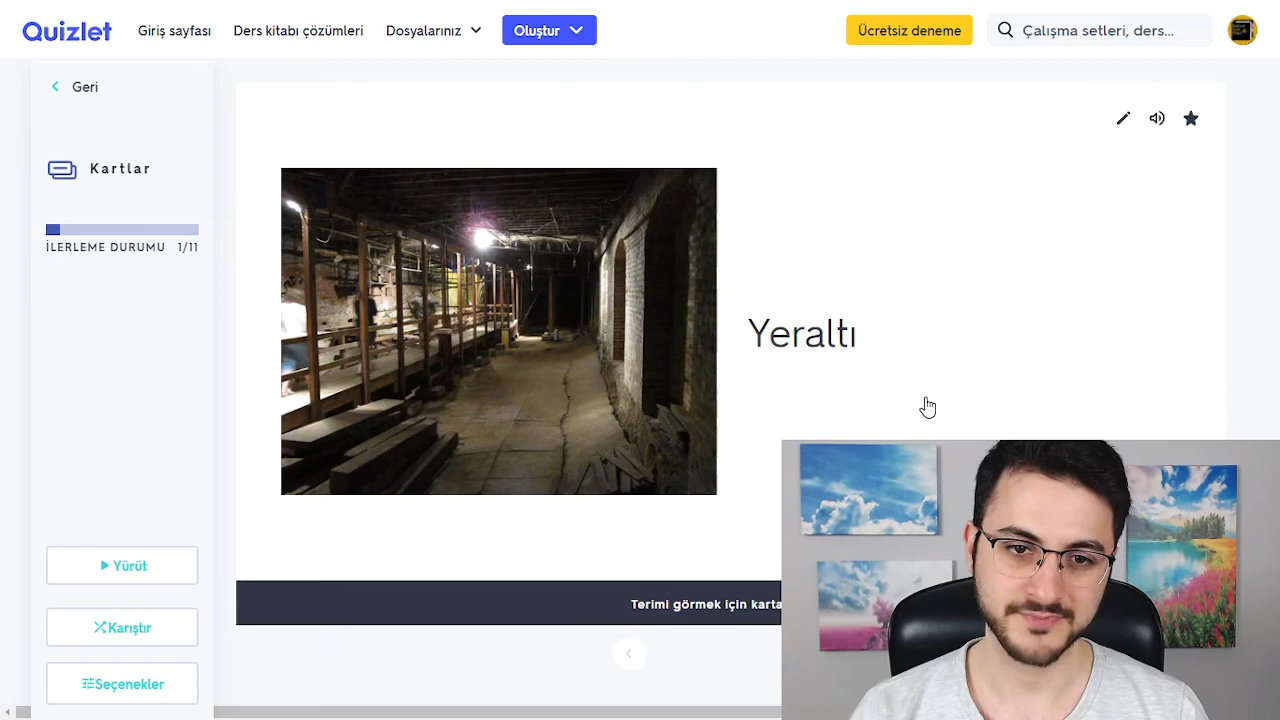 Quizlet
Giriş sayfası
Ders kitabı çözümleri
Dosyalarınız
Oluştur
Ücretsiz deneme
Çalışma setleri, ders...
Geri
Kartlar
İLERLEME DURUMU 1/11
Yeraltı
Yürüt
Karıştır
Seçenekler
Terimi görmek için karta